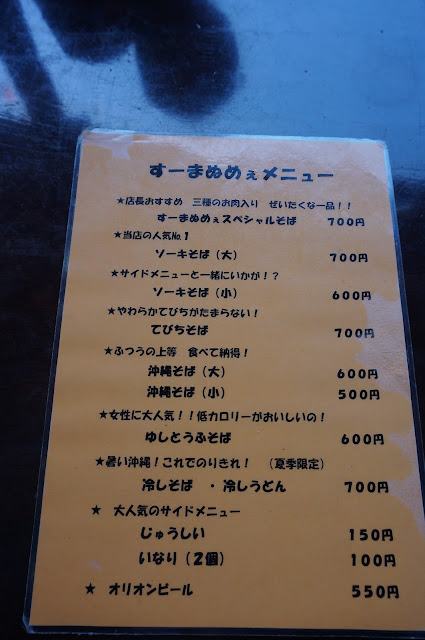 すーまぬめぇメニュー
★店長おすすめ 三種のお肉入り ぜいたくな一品！！
すーまぬめぇスペシャルそば 700円
★当店の人気No.1
ソーキそば（大） 700円
★サイドメニューと一緒にいかが！？
ソーキそば（小） 600円
★やわらかてびちがたまらない！
てびちそば 700円
★ふつうの上等 食べて納得！
沖縄そば（大） 600円
沖縄そば（小） 500円
★女性に大人気！！低カロリーがおいしいの！
ゆしとうふそば 600円
★暑い沖縄！これでのりきれ！ （夏季限定）
冷しそば ・冷しうどん 700円
★ 大人気のサイドメニュー
じゅうしい 150円
いなり（2個） 100円
★ オリオンビール 550円